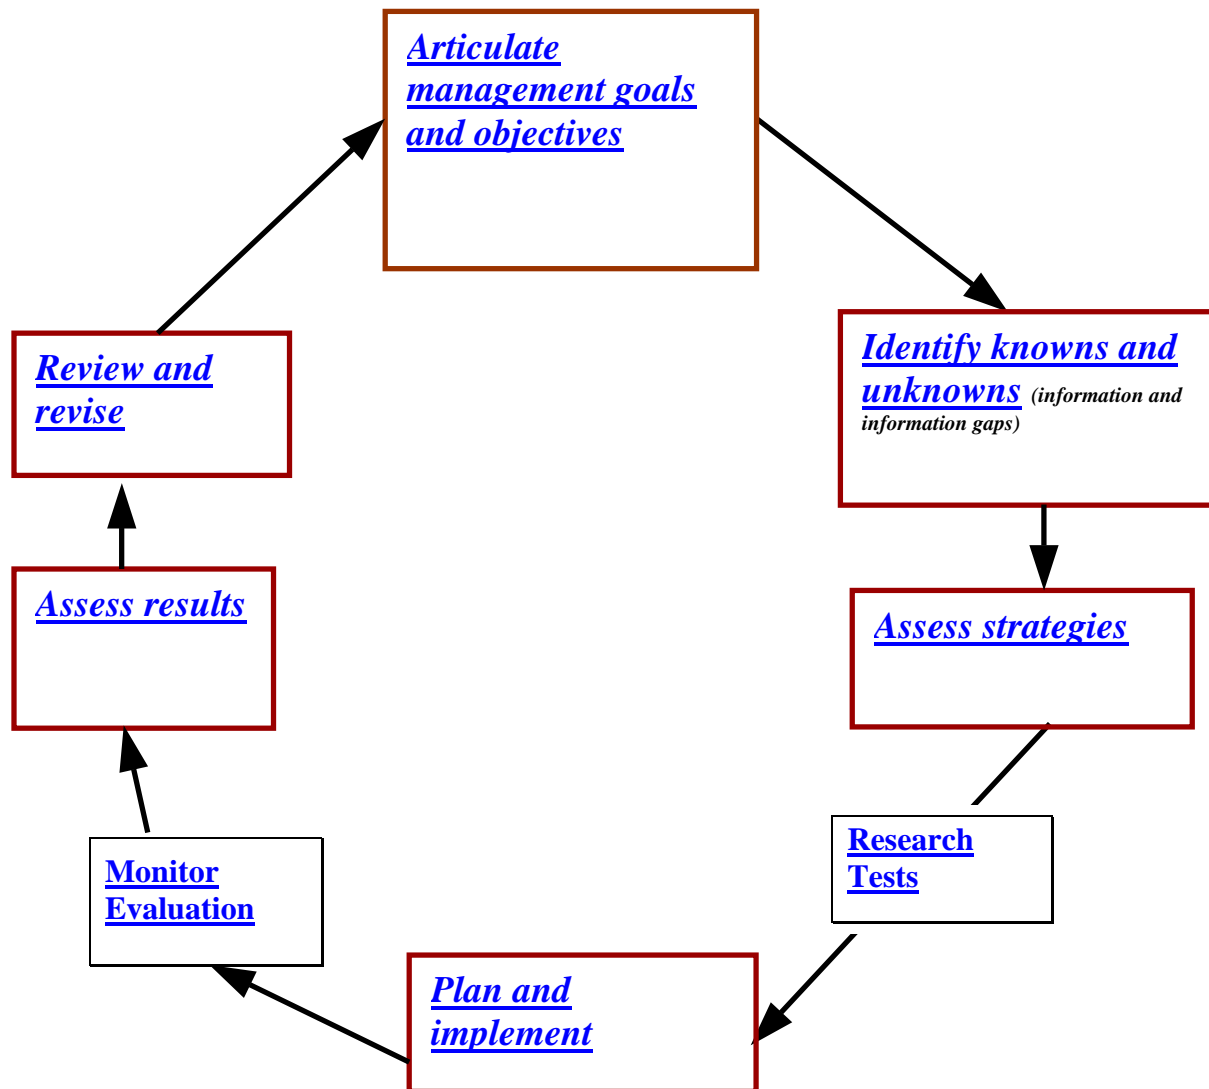 Articulate
management goals
and objectives
Identify knowns and
unknowns (information and
information gaps)
Assess strategies
Research
Tests
Plan and
implement
Monitor
Evaluation
Assess results
Review and
revise